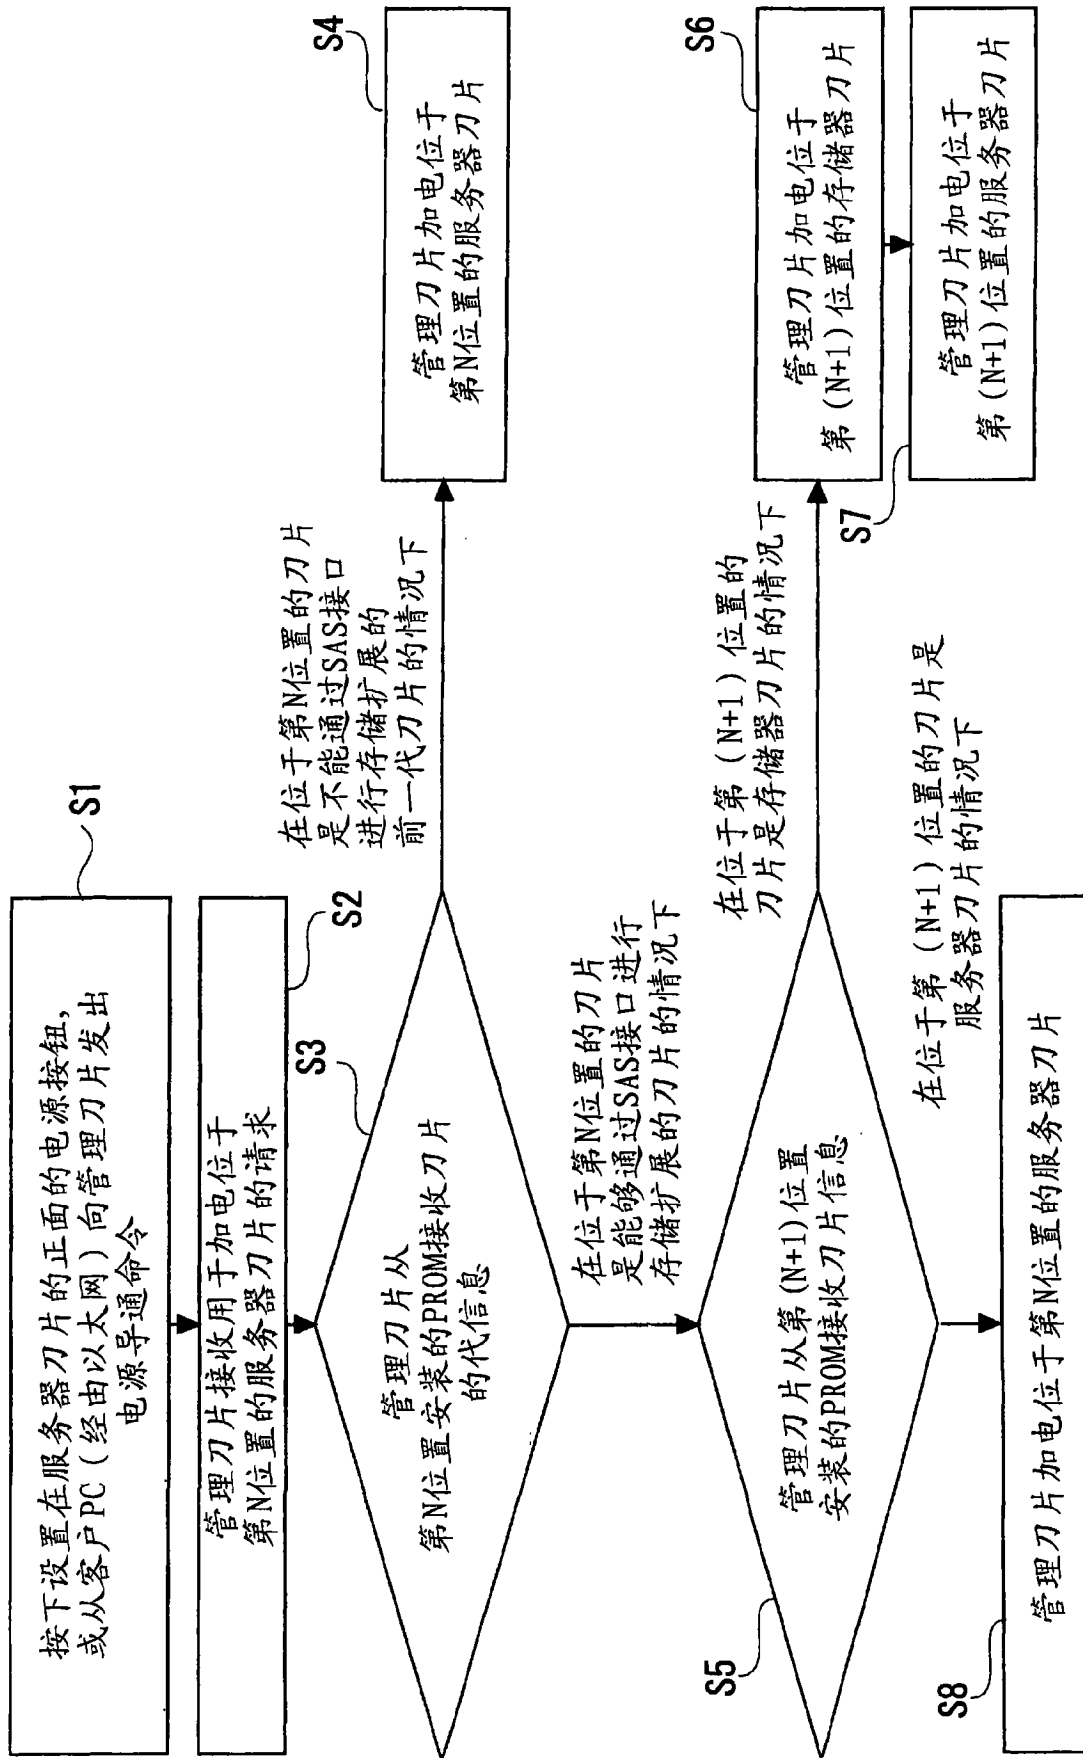 按下设置在服务器刀片的正面的电源按钮,
或从客户PC(经由以太网)向管理刀片发出
电源导通命令
S1
管理刀片接收用于加电位于
第N位置的服务器刀片的请求
S2
管理刀片从
第N位置安装的PROM接收刀片
的代信息
S3
在位于第N位置的刀片
是不能通过SAS接口
进行存储扩展的
前一代刀片的情况下
管理刀片加电位于
第N位置的服务器刀片
S4
在位于第N位置的刀片
是能够通过SAS接口进行
存储扩展的刀片的情况下
管理刀片从第(N+1)位置
安装的PROM接收刀片信息
S5
在位于第(N+1)位置的
刀片是存储器刀片的情况下
管理刀片加电位于
第(N+1)位置的存储器刀片
S6
管理刀片加电位于
第(N+1)位置的服务器刀片
S7
在位于第(N+1)位置的刀片是
服务器刀片的情况下
管理刀片加电位于第N位置的服务器刀片
S8